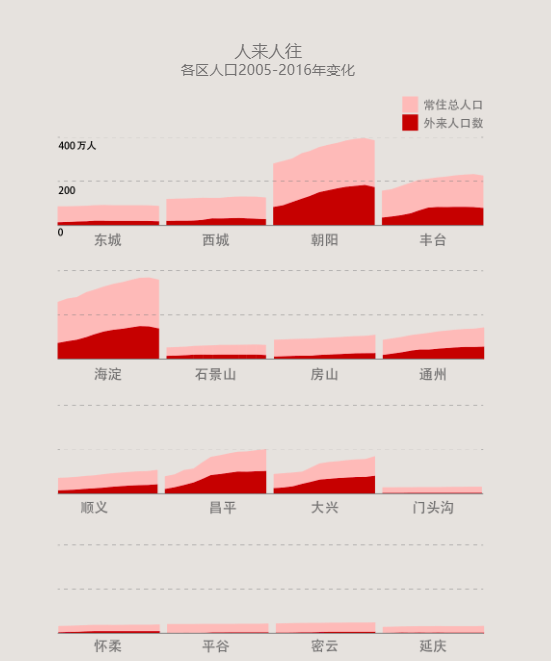 人来人往
各区人口2005-2016年变化
常住总人口
外来人口数
400万人
200
0
东城 西城 朝阳 丰台
海淀 石景山 房山 通州
顺义 昌平 大兴 门头沟
怀柔 平谷 密云 延庆